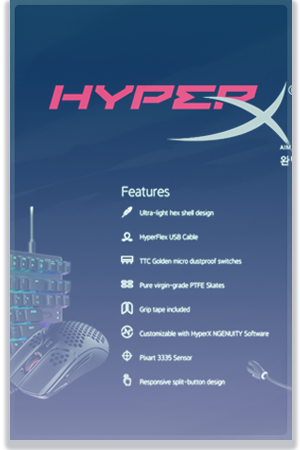 HYPERX
®
AIM
완벽
Features
Ultra-light hex shell design
HyperFlex USB Cable
TTC Golden micro dustproof switches
Pure virgin-grade PTFE Skates
Grip tape included
Customizable with HyperX NGENUITY Software
Pixart 3335 Sensor
Responsive split-button design